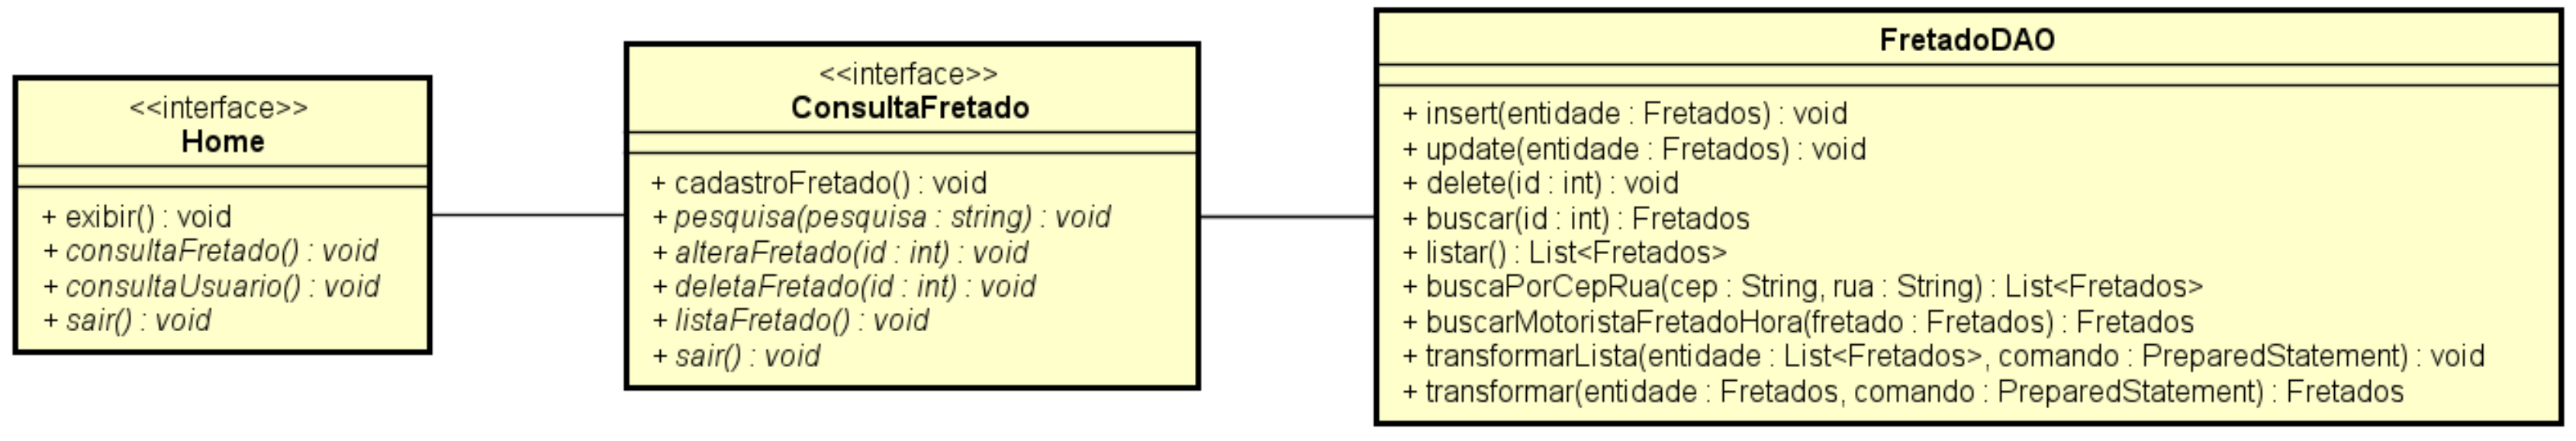 <<interface>>
Home
+ exibir() : void
+ consultaFretado() : void
+ consultaUsuario() : void
+ sair() : void
<<interface>>
ConsultaFretado
+ cadastroFretado() : void
+ pesquisa(pesquisa : string) : void
+ alteraFretado(id : int) : void
+ deletaFretado(id : int) : void
+ listaFretado() : void
+ sair() : void
FretadoDAO
+ insert(entidade : Fretados) : void
+ update(entidade : Fretados) : void
+ delete(id : int) : void
+ buscar(id : int) : Fretados
+ listar() : List<Fretados>
+ buscaPorCepRua(cep : String, rua : String) : List<Fretados>
+ buscarMotoristaFretadoHora(fretado : Fretados) : Fretados
+ transformarLista(entidade : List<Fretados>, comando : PreparedStatement) : void
+ transformar(entidade : Fretados, comando : PreparedStatement) : Fretados